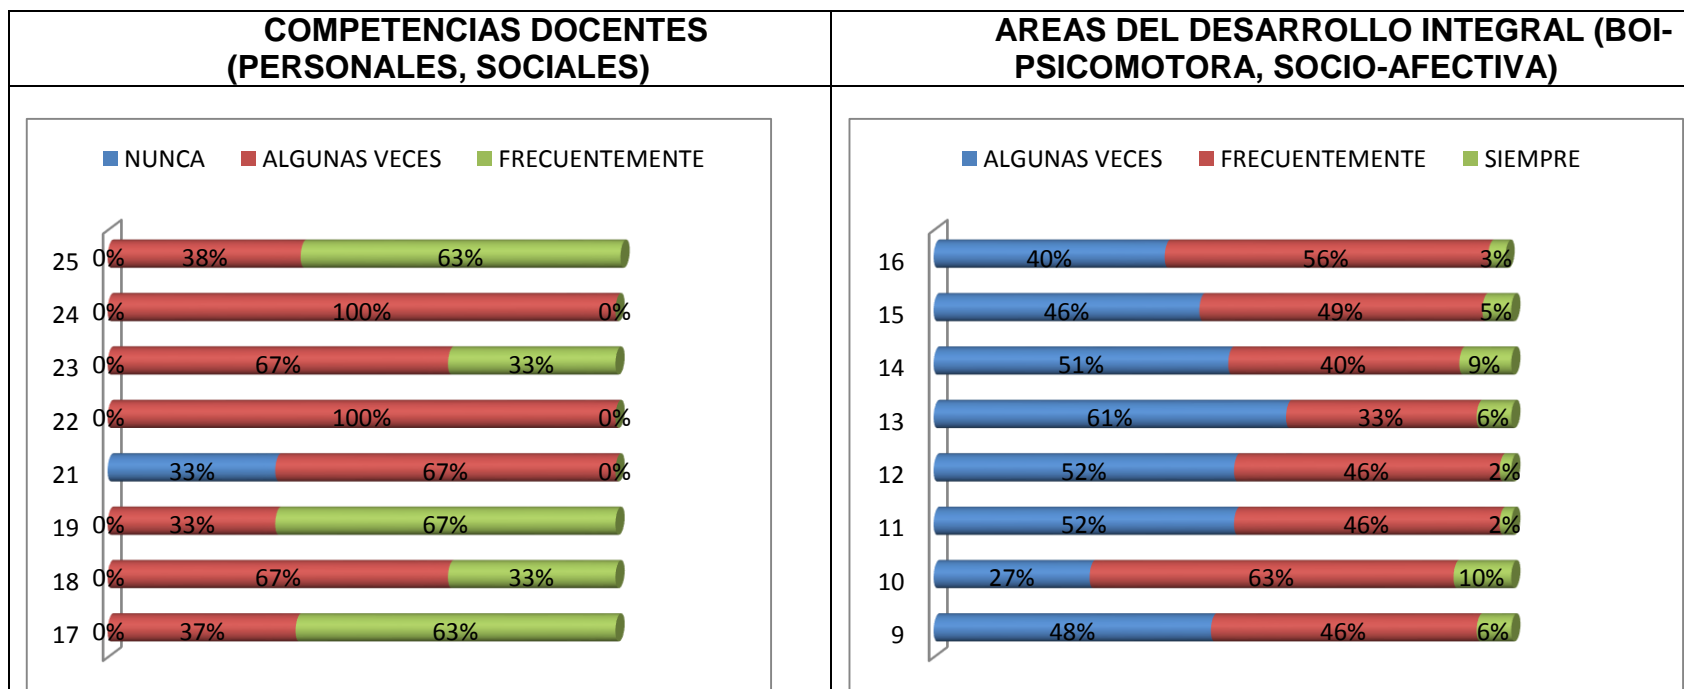 COMPETENCIAS DOCENTES
(PERSONALES, SOCIALES)
AREAS DEL DESARROLLO INTEGRAL (BOI-
PSICOMOTORA, SOCIO-AFECTIVA)
NUNCA ALGUNAS VECES FRECUENTEMENTE
25 0% 38% 63%
24 0% 100% 0%
23 0% 67% 33%
22 0% 100% 0%
21 33% 67% 0%
19 0% 33% 67%
18 0% 67% 33%
17 0% 37% 63%
ALGUNAS VECES FRECUENTEMENTE SIEMPRE
16 40% 56% 3%
15 46% 49% 5%
14 51% 40% 9%
13 61% 33% 6%
12 52% 46% 2%
11 52% 46% 2%
10 27% 63% 10%
9 48% 46% 6%